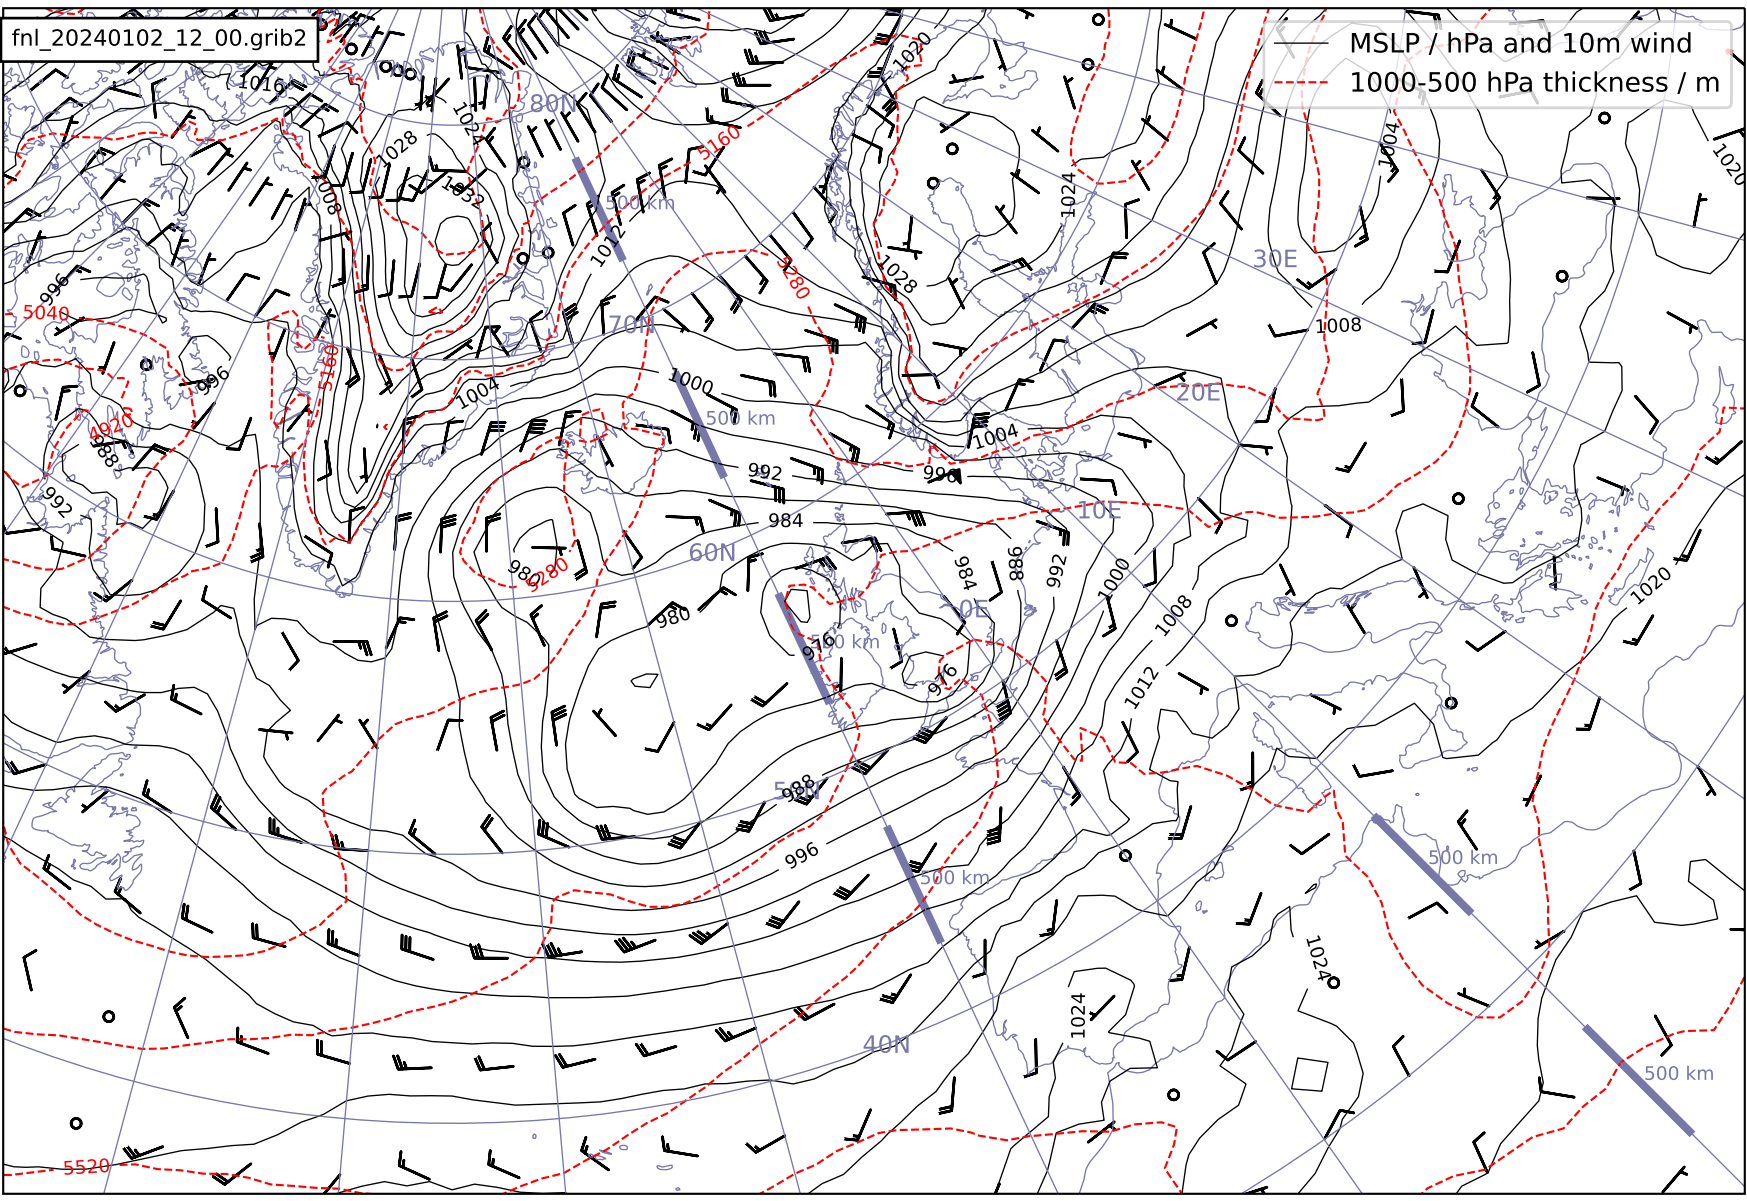 fnl_20240102_12_00.grib2
MSLP / hPa and 10m wind
1000-500 hPa thickness / m
1020
1016
80N
1024
1028
1004
5160
1020
1032
1008
500 km
1024
1012
30E
996
1028
5280
5040
70N
1008
996
5160
1000
1004
20E
500 km
4920
988
1004
992
996
992
984
10E
60N
984
988
992
980
5280
1000
1020
0E
980
1008
500 km
976
976
1012
988
50N
996
500 km
500 km
1024
1024
40N
500 km
5520